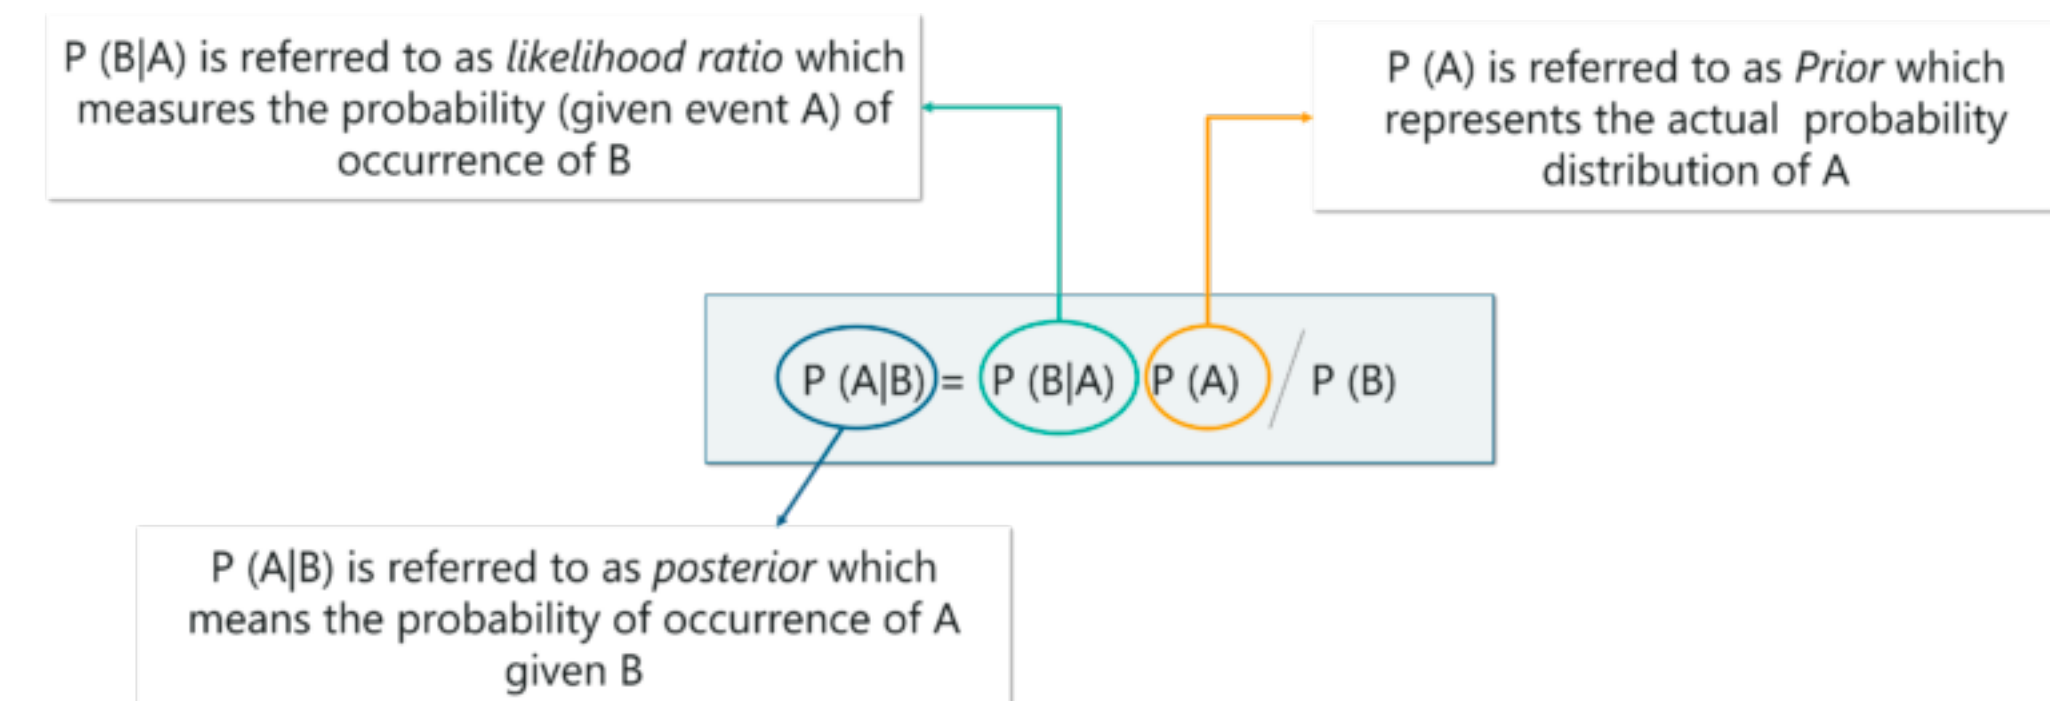 P (B|A) is referred to as likelihood ratio which
measures the probability (given event A) of
occurrence of B
P (A) is referred to as Prior which
represents the actual probability
distribution of A
P (A|B) = P (B|A) P (A) / P (B)
P (A|B) is referred to as posterior which
means the probability of occurrence of A
given B